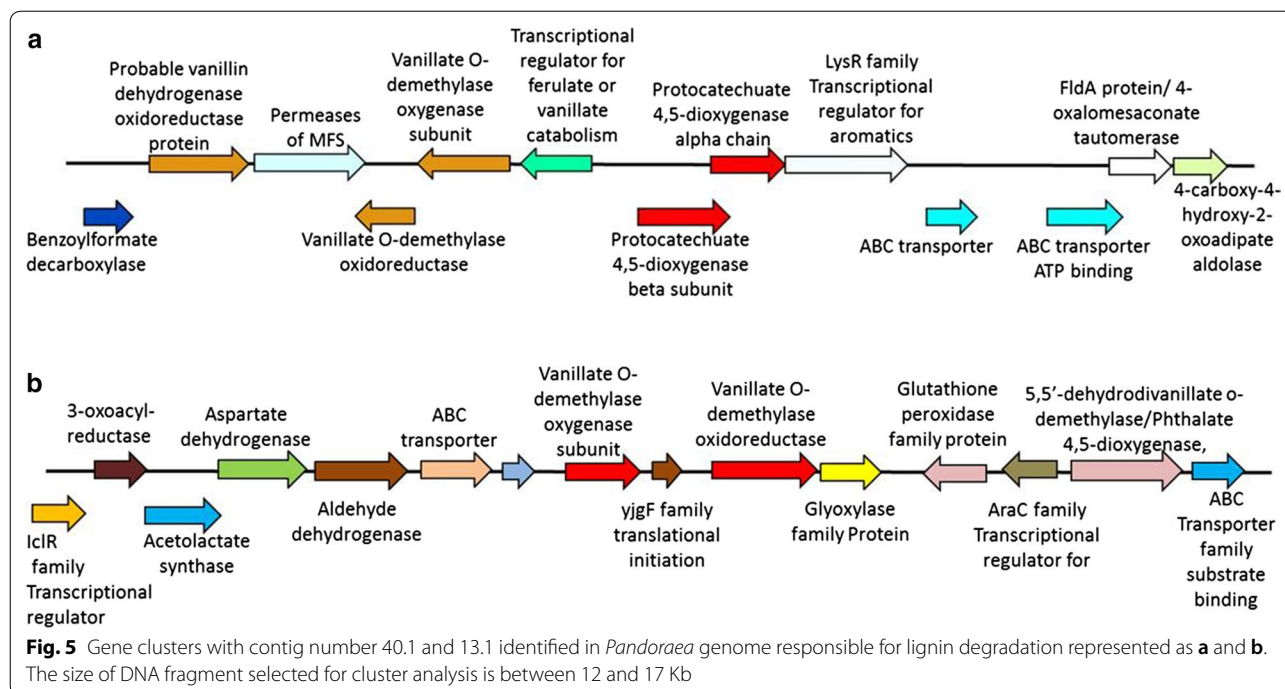 a
Probable vanillin
dehydrogenase
oxidoreductase
protein
Permeases
of MFS
Vanillate O-
demethylase
oxygenase
subunit
Transcriptional
regulator for
ferulate or
vanillate
catabolism
Protocatechuate
4,5-dioxygenase
alpha chain
LysR family
Transcriptional
regulator for
aromatics
FldA protein/ 4-
oxalomesaconate
tautomerase
Benzoylformate
decarboxylase
Vanillate O-demethylase
oxidoreductase
Protocatechuate
4,5-dioxygenase
beta subunit
ABC transporter
ABC transporter
ATP binding
4-carboxy-4-
hydroxy-2-
oxoadipate
aldolase
b
3-oxoacyl-
reductase
Aspartate
dehydrogenase
ABC
transporter
Vanillate O-
demethylase
oxygenase
subunit
Vanillate O-
demethylase
oxidoreductase
Glutathione
peroxidase
family protein
5,5'-dehydrodivanillate o-
demethylase/Phthalate
4,5-dioxygenase,
IclR
family
Transcriptional
regulator
Acetolactate
synthase
Aldehyde
dehydrogenase
yjgF family
translational
initiation
Glyoxylase
family Protein
AraC family
Transcriptional
regulator for
ABC
Transporter
family
substrate
binding
Fig. 5 Gene clusters with contig number 40.1 and 13.1 identified in Pandoraea genome responsible for lignin degradation represented as a and b.
The size of DNA fragment selected for cluster analysis is between 12 and 17 Kb